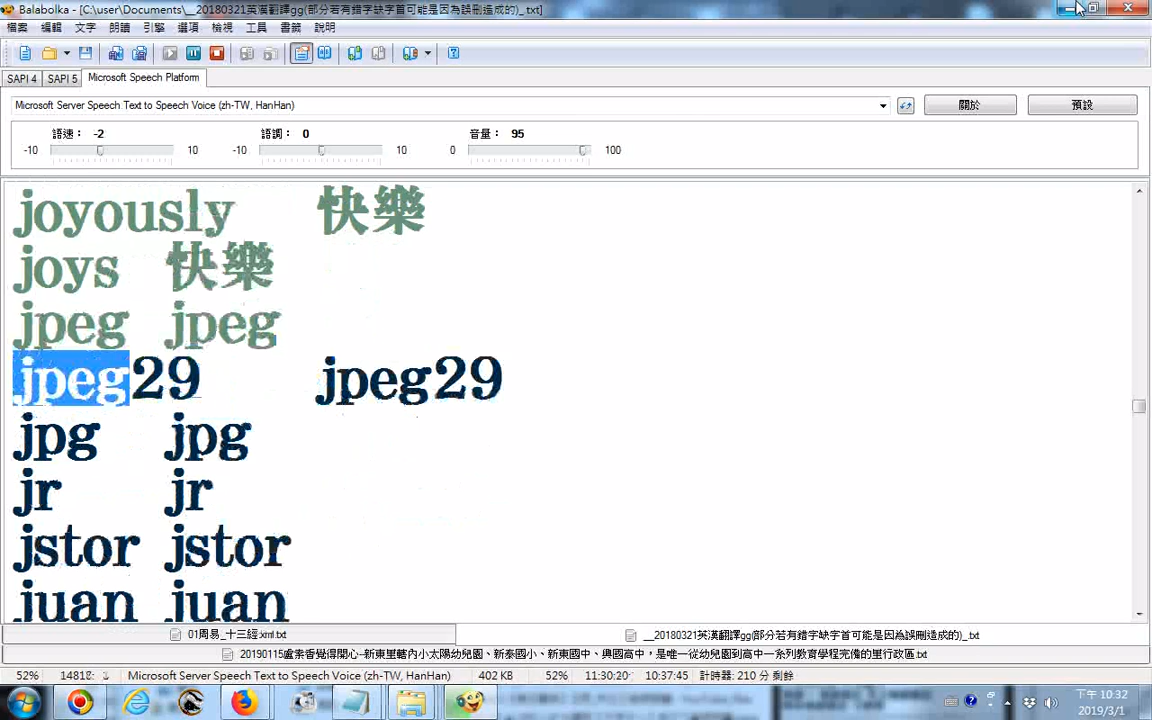 Balabolka - [C:\user\Documents\__20180321英漢翻譯gg(部分若有錯字缺字首可能是因為誤刪造成的)_.txt]
檔案 編輯 文字 朗讀 引擎 選項 檢視 工具 書籤 說明
SAPI 4 SAPI 5 Microsoft Speech Platform
Microsoft Server Speech Text to Speech Voice (zh-TW, HanHan) 關於 預設
語速： -2 語調： 0 音量： 95
-10 10 -10 10 0 100
joyously 快樂
joys 快樂
jpeg jpeg
jpeg29 jpeg29
jpg jpg
jr jr
jstor jstor
juan juan
01周易_十三經.xml.txt __20180321英漢翻譯gg(部分若有錯字缺字首可能是因為誤刪造成的)_.txt
20190115盧素香覺得開心-新東里轄內小太陽幼兒園、新泰國小、新東國中、興國高中，是唯一從幼兒園到高中一系列教育學程完備的里行政區.txt
52% Microsoft Server Speech Text to Speech Voice (zh-TW, HanHan) 402 KB 52% 11:30:20 10:37:45 計時器: 210 分 剩餘
下午 10:32
2019/3/1